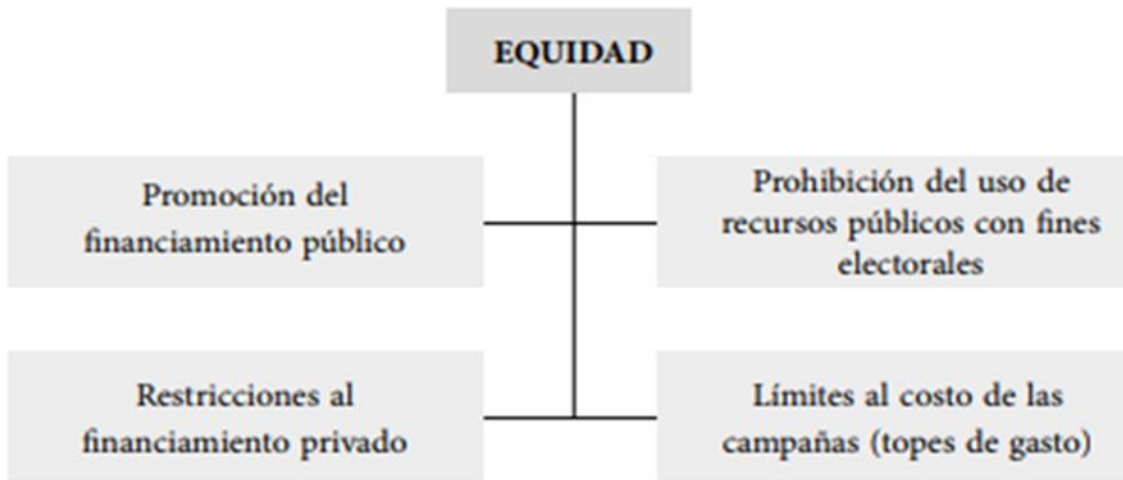 EQUIDAD
Promoción del
financiamiento público
Prohibición del uso de
recursos públicos con fines
electorales
Restricciones al
financiamiento privado
Límites al costo de las
campañas (topes de gasto)